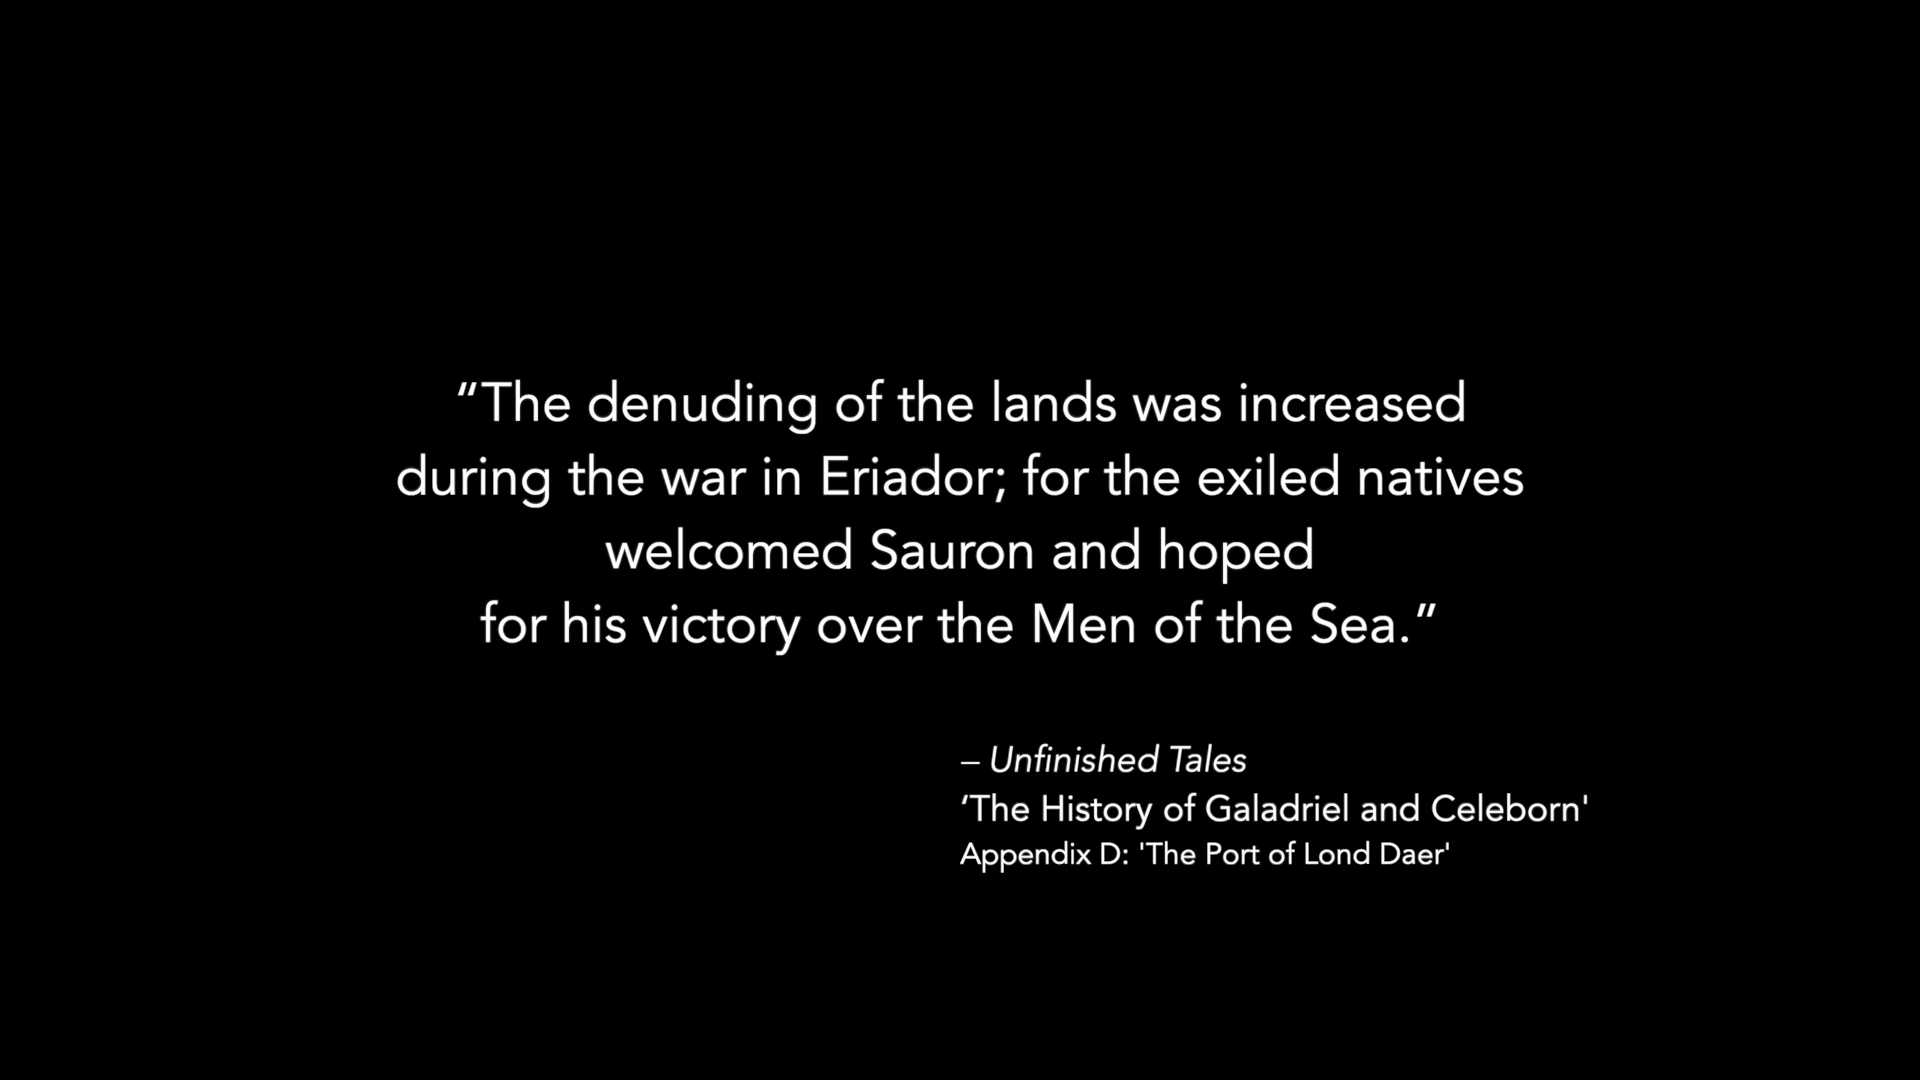 “The denuding of the lands was increased
during the war in Eriador; for the exiled natives
welcomed Sauron and hoped
for his victory over the Men of the Sea.”
– Unfinished Tales
‘The History of Galadriel and Celeborn'
Appendix D: 'The Port of Lond Daer'